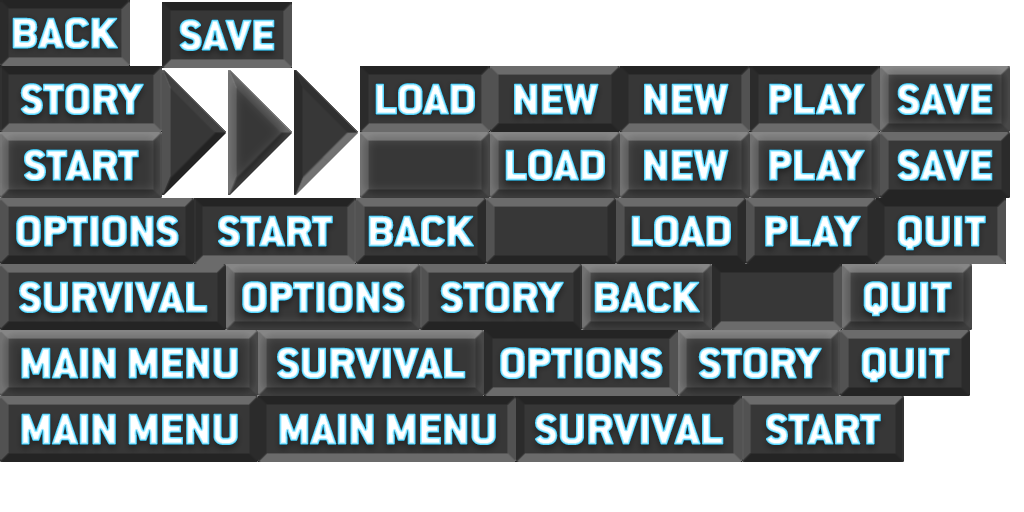 BACK SAVE
STORY LOAD NEW NEW PLAY SAVE
START LOAD NEW PLAY SAVE
OPTIONS START BACK LOAD PLAY QUIT
SURVIVAL OPTIONS STORY BACK QUIT
MAIN MENU SURVIVAL OPTIONS STORY QUIT
MAIN MENU MAIN MENU SURVIVAL START